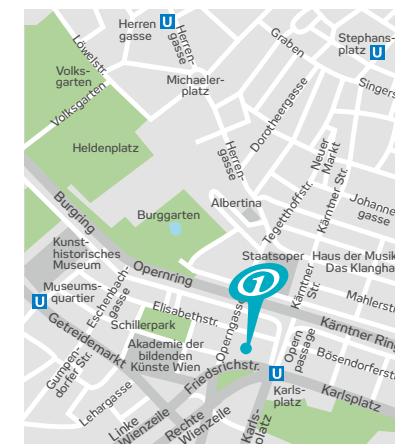 Herren
gasse
U
Stephans-
platz
U
Löwelstr.
Herren-
gasse
Graben
Volks-
garten
Michaeler-
platz
Singers
Volksgarten
Dorotheergasse
Heldenplatz
Herren-
gasse
Neuer
Markt
Kärntner Str.
Tegetthoffstr.
Burgring
Burggarten
Albertina
Johanne
gasse
Kunst-
historisches
Museum
Opernring
Staatsoper
Haus der Musik
Das Klangha
Museums-
quartier
U
Eschenbach-
gasse
Elisabethstr.
Operngasse
Kärntner
Str.
Mahlerstr
Schillerpark
Kärntner Ring
Getreidemarkt
Akademie der
bildenden
Künste Wien
Opern
passage
Bösendorferst
Gumpen-
dorfer Str.
Friedrichstr.
U
Karls-
platz
Karlsplatz
Lehargasse
Linke
Wienzeile
Rechte
Wienzeile
Karls-
platz